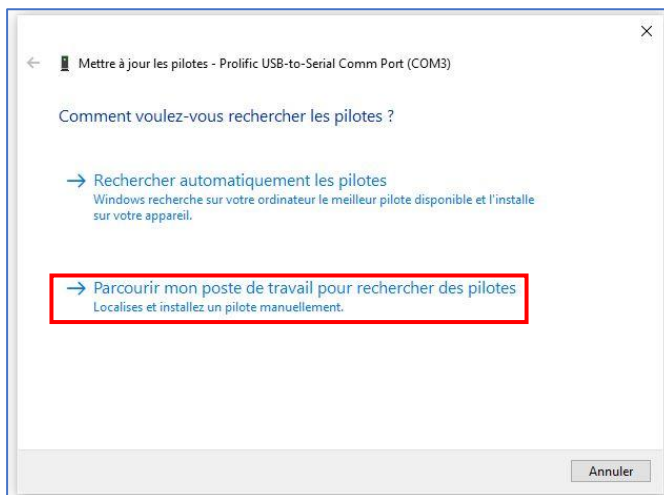 Mettre à jour les pilotes - Prolific USB-to-Serial Comm Port (COM3)
Comment voulez-vous rechercher les pilotes ?
Rechercher automatiquement les pilotes
Windows recherche sur votre ordinateur le meilleur pilote disponible et l'installe
sur votre appareil.
Parcourir mon poste de travail pour rechercher des pilotes
Localises et installez un pilote manuellement.
Annuler